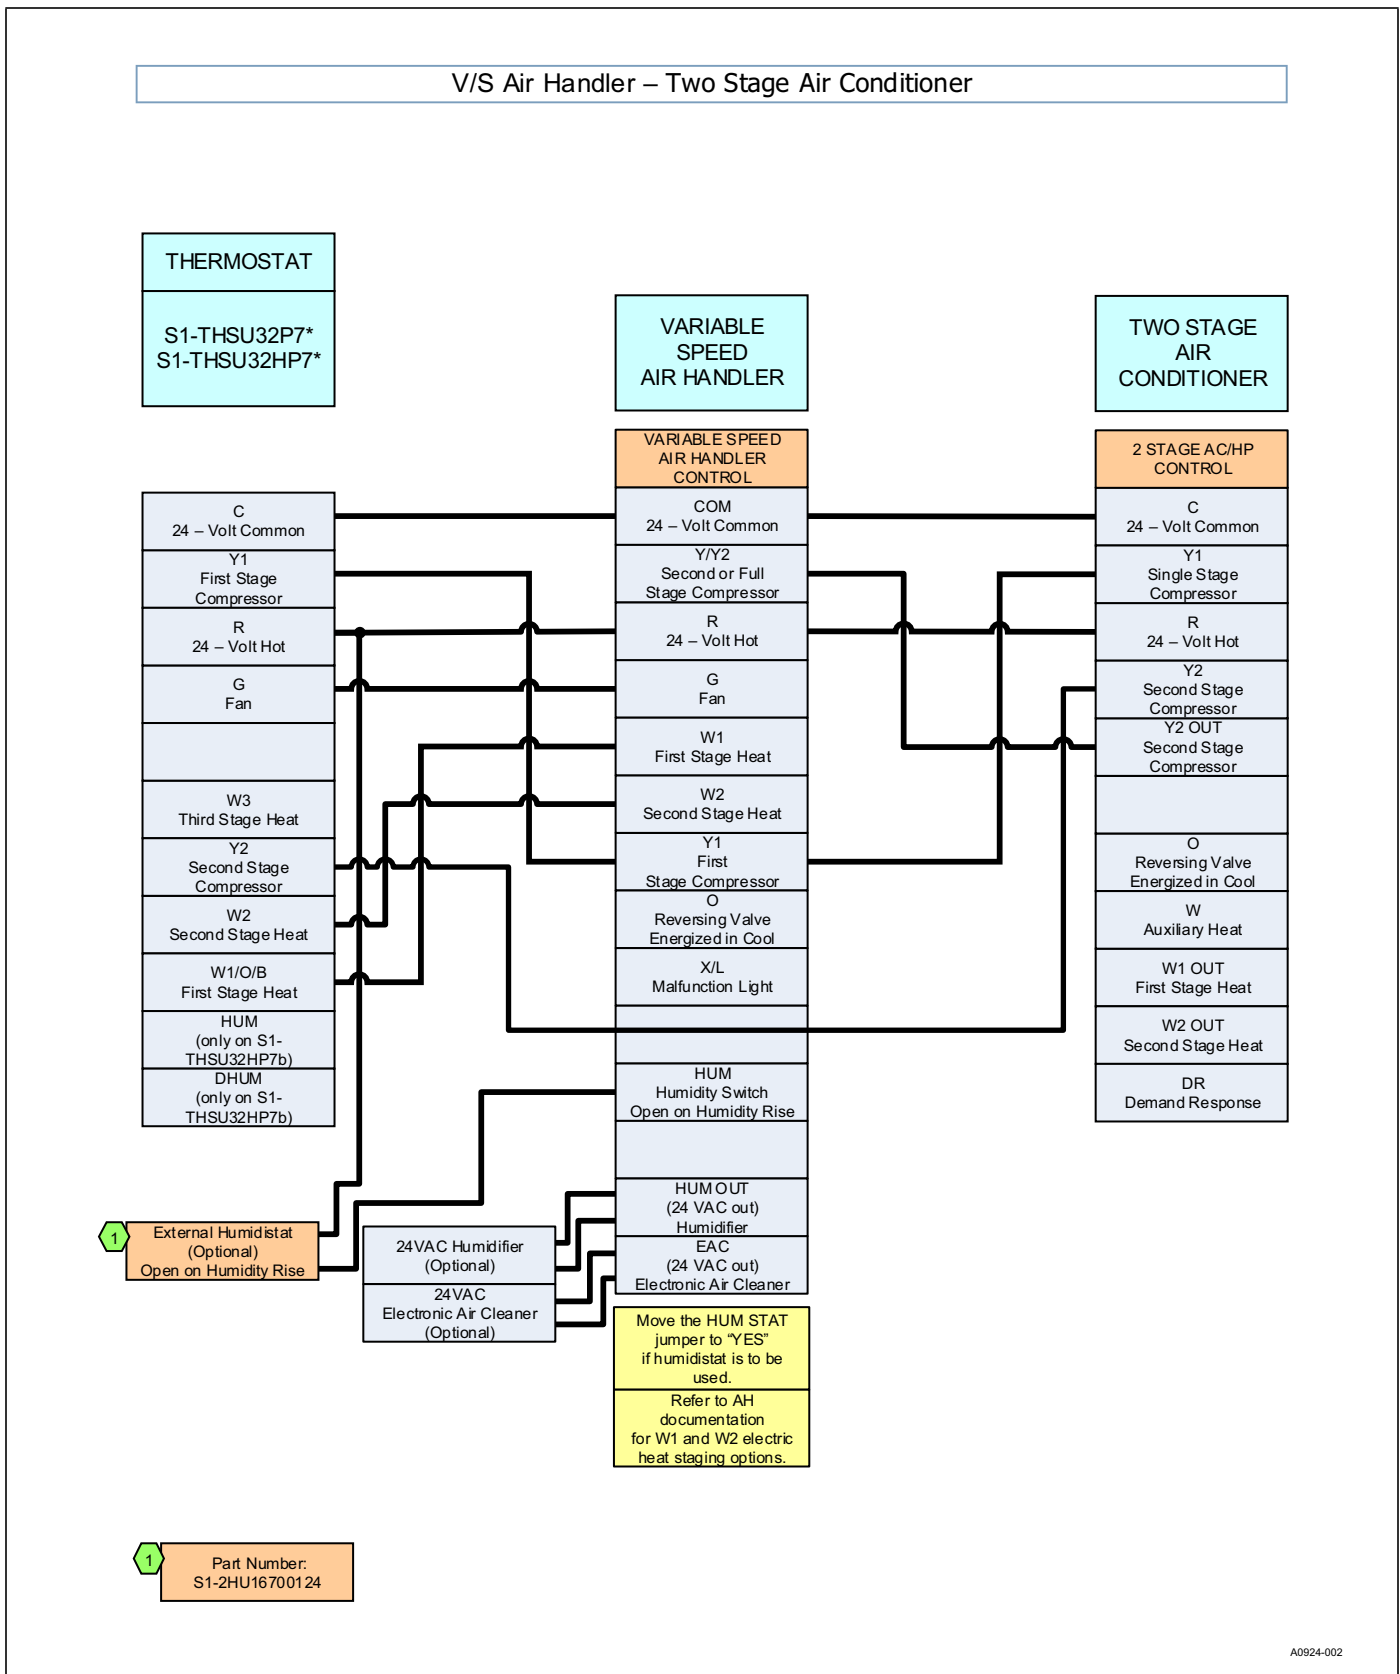 V/S Air Handler – Two Stage Air Conditioner
THERMOSTAT
S1-THSU32P7*
S1-THSU32HP7*
C
24 – Volt Common
Y1
First Stage
Compressor
R
24 – Volt Hot
G
Fan
W3
Third Stage Heat
Y2
Second Stage
Compressor
W2
Second Stage Heat
W1/O/B
First Stage Heat
HUM
(only on S1-
THSU32HP7b)
DHUM
(only on S1-
THSU32HP7b)
1
External Humidistat
(Optional)
Open on Humidity Rise
24VAC Humidifier
(Optional)
24VAC
Electronic Air Cleaner
(Optional)
VARIABLE
SPEED
AIR HANDLER
VARIABLE SPEED
AIR HANDLER
CONTROL
COM
24 – Volt Common
Y/Y2
Second or Full
Stage Compressor
R
24 – Volt Hot
G
Fan
W1
First Stage Heat
W2
Second Stage Heat
Y1
First
Stage Compressor
O
Reversing Valve
Energized in Cool
X/L
Malfunction Light
HUM
Humidity Switch
Open on Humidity Rise
HUM OUT
(24 VAC out)
Humidifier
EAC
(24 VAC out)
Electronic Air Cleaner
Move the HUM STAT
jumper to “YES”
if humidistat is to be
used.
Refer to AH
documentation
for W1 and W2 electric
heat staging options.
TWO STAGE
AIR
CONDITIONER
2 STAGE AC/HP
CONTROL
C
24 – Volt Common
Y1
Single Stage
Compressor
R
24 – Volt Hot
Y2
Second Stage
Compressor
Y2 OUT
Second Stage
Compressor
O
Reversing Valve
Energized in Cool
W
Auxiliary Heat
W1 OUT
First Stage Heat
W2 OUT
Second Stage Heat
DR
Demand Response
1
Part Number:
S1-2HU16700124
A0924-002